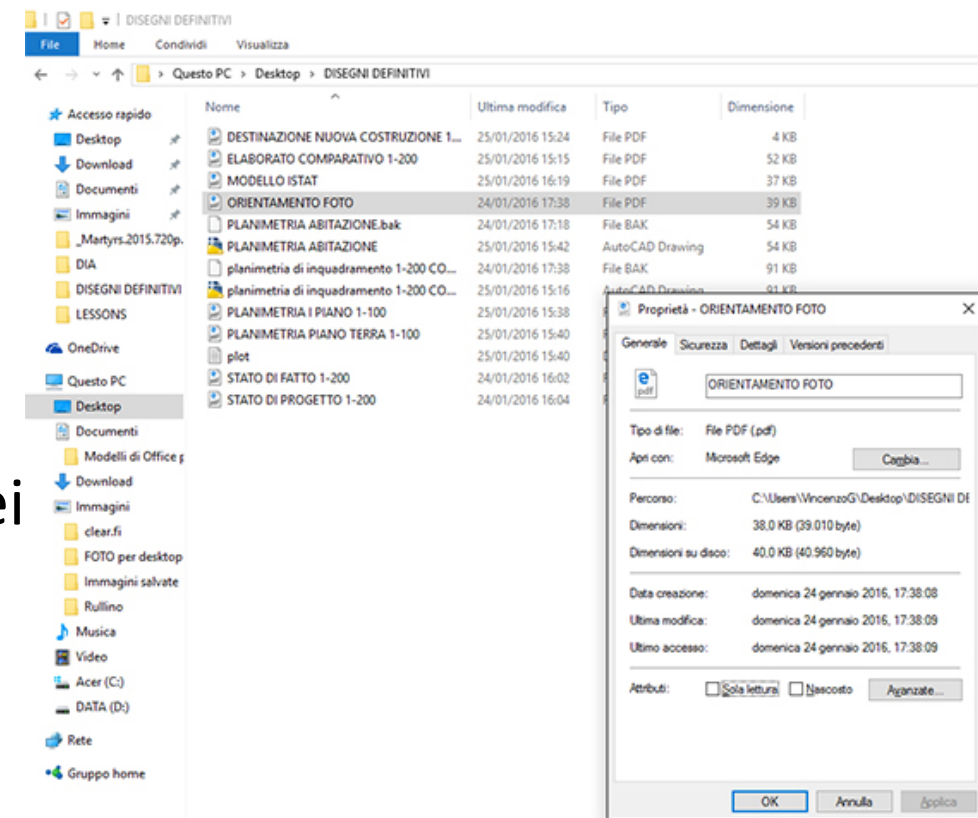 DISEGNI DEFINITIVI
File Home Condividi Visualizza
Questo PC > Desktop > DISEGNI DEFINITIVI
Nome Ultima modifica Tipo Dimensione
DESTINAZIONE NUOVA COSTRUZIONE 1... 25/01/2016 15:24 File PDF 4 KB
ELABORATO COMPARATIVO 1-200 25/01/2016 15:15 File PDF 52 KB
MODELLO ISTAT 25/01/2016 16:19 File PDF 37 KB
ORIENTAMENTO FOTO 24/01/2016 17:38 File PDF 39 KB
PLANIMETRIA ABITAZIONE.bak 24/01/2016 17:18 File BAK 54 KB
PLANIMETRIA ABITAZIONE 25/01/2016 15:42 AutoCAD Drawing 54 KB
planimetria di inquadramento 1-200 CO... 24/01/2016 17:38 File BAK 91 KB
planimetria di inquadramento 1-200 CO... 25/01/2016 15:16 AutoCAD Drawing 91 KB
PLANIMETRIA I PIANO 1-100 25/01/2016 15:38
PLANIMETRIA PIANO TERRA 1-100 25/01/2016 15:40
plot 25/01/2016 15:40
STATO DI FATTO 1-200 24/01/2016 16:02
STATO DI PROGETTO 1-200 24/01/2016 16:04
Accesso rapido
Desktop
Download
Documenti
Immagini
_Martyrs.2015.720p.
DIA
DISEGNI DEFINITIVI
LESSONS
OneDrive
Questo PC
Desktop
Documenti
Modelli di Office p
Download
ei
Immagini
clear.fi
FOTO per desktop
Immagini salvate
Rullino
Musica
Video
Acer (C:)
DATA (D:)
Rete
Gruppo home
Proprietà - ORIENTAMENTO FOTO
Generale Sicurezza Dettagli Versioni precedenti
pdf
ORIENTAMENTO FOTO
Tipo di file: File PDF (.pdf)
Apri con: Microsoft Edge Cambia...
Percorso: C:\Users\VincenzoG\Desktop\DISEGNI DE
Dimensioni: 38,0 KB (39.010 byte)
Dimensioni su disco: 40,0 KB (40.960 byte)
Data creazione: domenica 24 gennaio 2016, 17:38:08
Ultima modifica: domenica 24 gennaio 2016, 17:38:09
Ultimo accesso: domenica 24 gennaio 2016, 17:38:09
Attributi: Sola lettura Nascosto Avanzate...
OK Annulla Applica